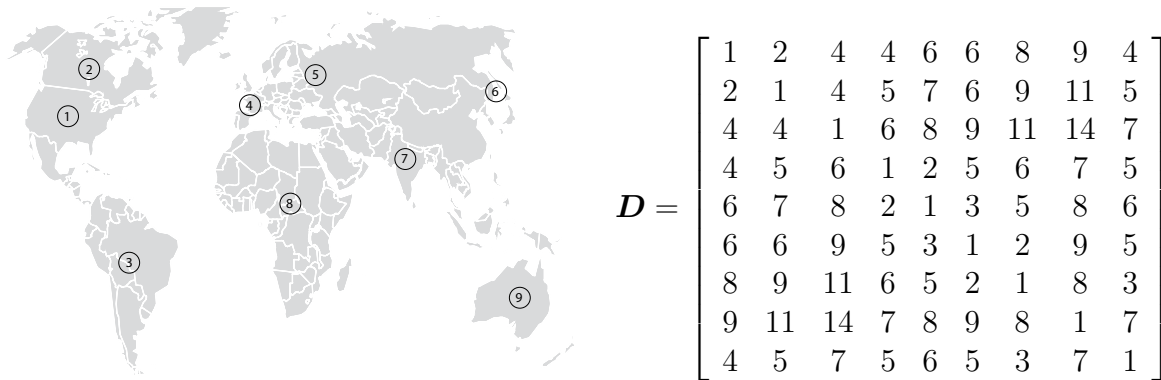 2
5
6
4
1
7
8
3
9
D =
1 2 4 4 6 6 8 9 4
2 1 4 5 7 6 9 11 5
4 4 1 6 8 9 11 14 7
4 5 6 1 2 5 6 7 5
6 7 8 2 1 3 5 8 6
6 6 9 5 3 1 2 9 5
8 9 11 6 5 2 1 8 3
9 11 14 7 8 9 8 1 7
4 5 7 5 6 5 3 7 1